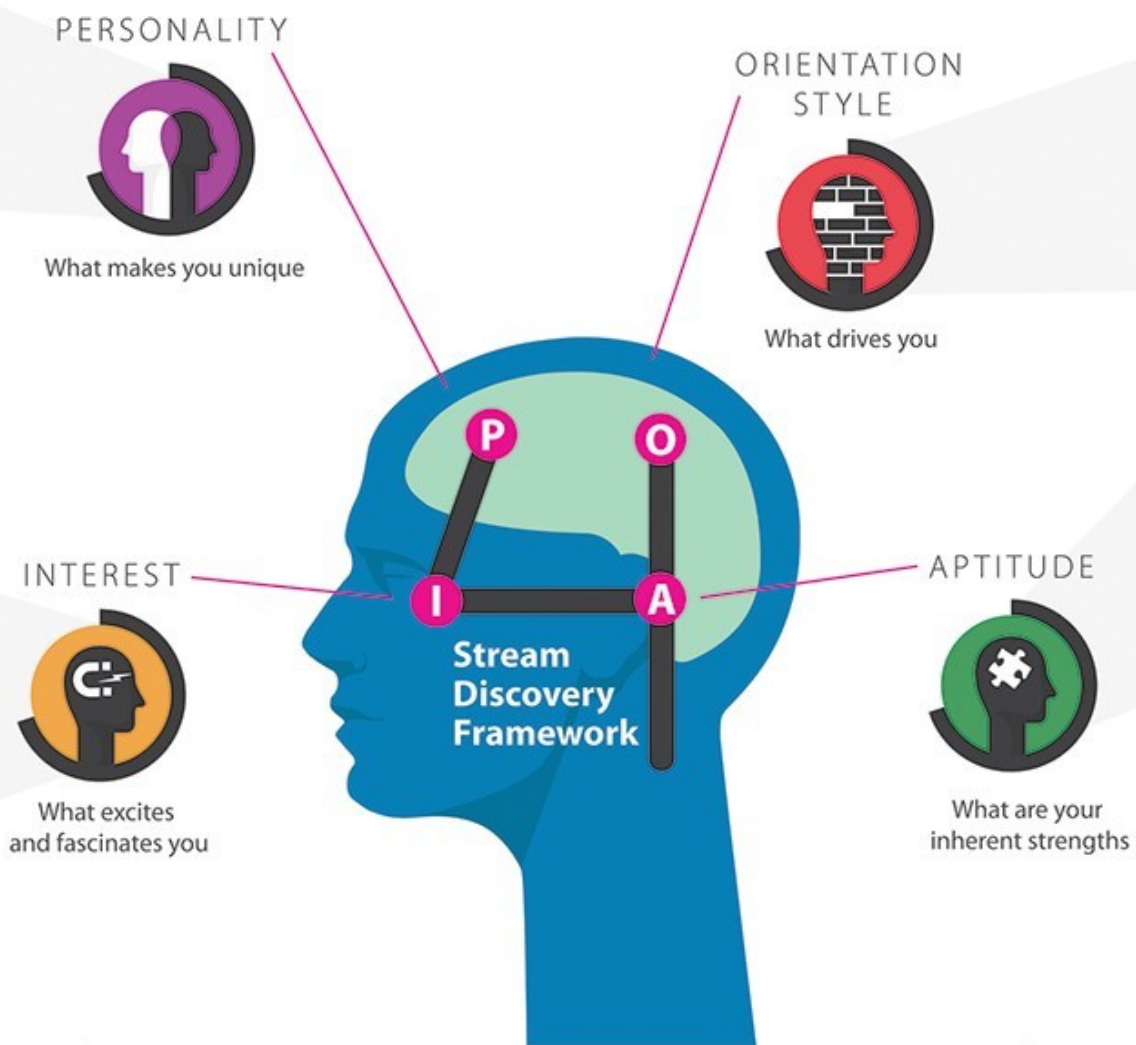 PERSONALITY
What makes you unique
ORIENTATION
STYLE
What drives you
P
O
INTEREST
What excites
and fascinates you
I
A
Stream
Discovery
Framework
APTITUDE
What are your
inherent strengths